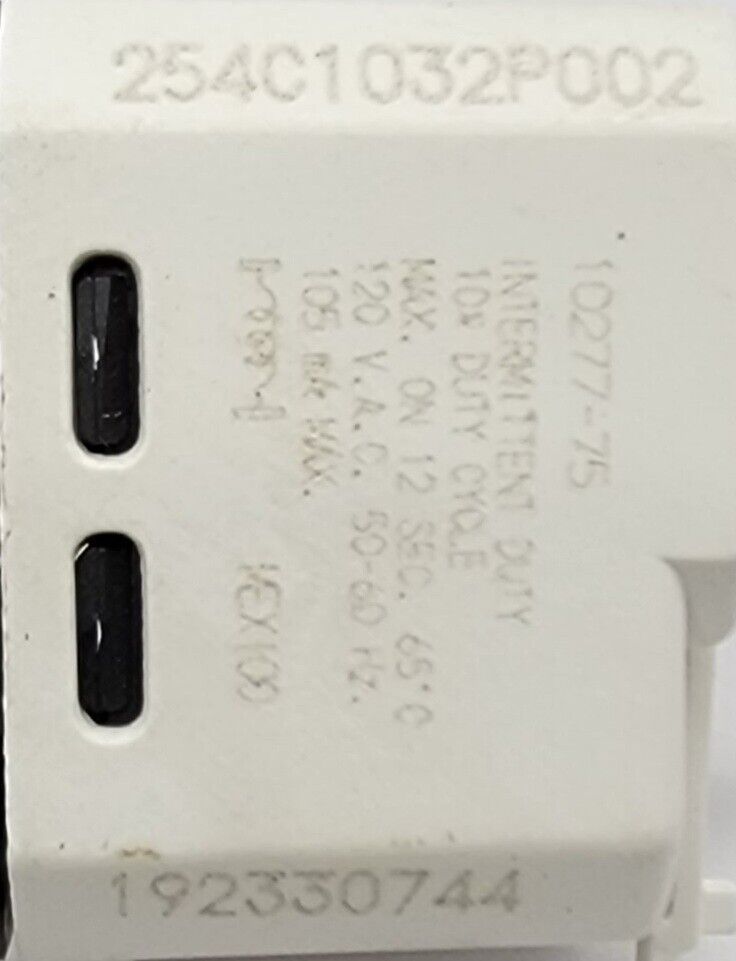 254C1032P002
10277-75
INTERMITTENT DUTY
10% DUTY CYCLE
MAX. ON 12 SEC. 65°C
120 V.A.C. 50-60 Hz.
105 mA MAX.
192330744